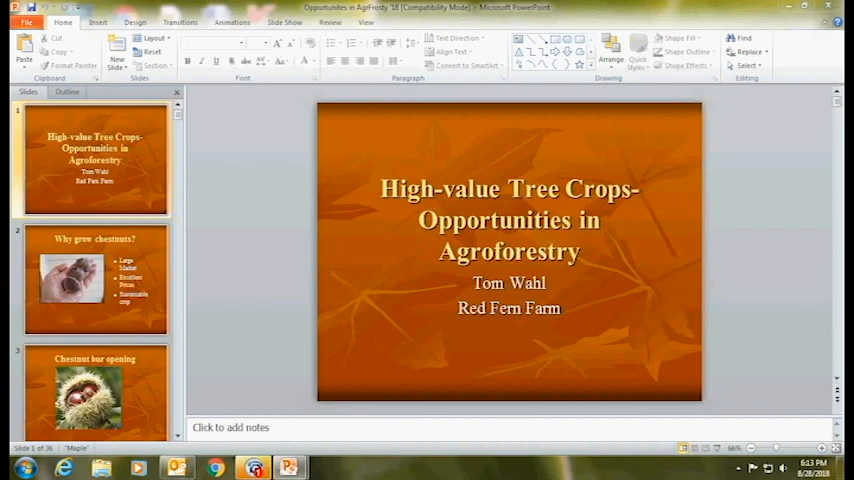 Opportunities in AgrFrosty '18 [Compatibility Mode] - Microsoft PowerPoint
File Home Insert Design Transitions Animations Slide Show Review View
Paste
Cut
Copy
Format Painter
Clipboard
New Slide
Layout
Reset
Section
Slides
Font
Paragraph
Text Direction
Align Text
Convert to SmartArt
Arrange
Quick Styles
Shape Fill
Shape Outline
Shape Effects
Drawing
Find
Replace
Select
Editing
Slides Outline
1
High-value Tree Crops-
Opportunities in
Agroforestry
Tom Wahl
Red Fern Farm
2
Why grow chestnuts?
Large
Market
Excellent
Prices
Sustainable
crop
3
Chestnut bur opening
High-value Tree Crops-
Opportunities in
Agroforestry
Tom Wahl
Red Fern Farm
Click to add notes
Slide 1 of 36 "Maple" 66%
6:13 PM
8/28/2018